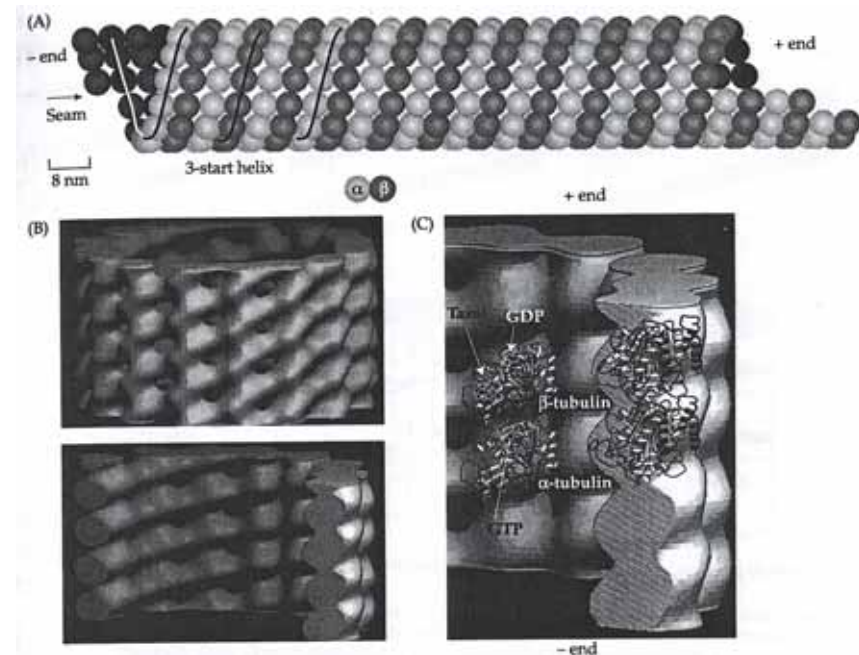 (A)
– end
+ end
Seam
8 nm
3-start helix
α β
(B)
(C)
+ end
GDP
β-tubulin
α-tubulin
GTP
– end